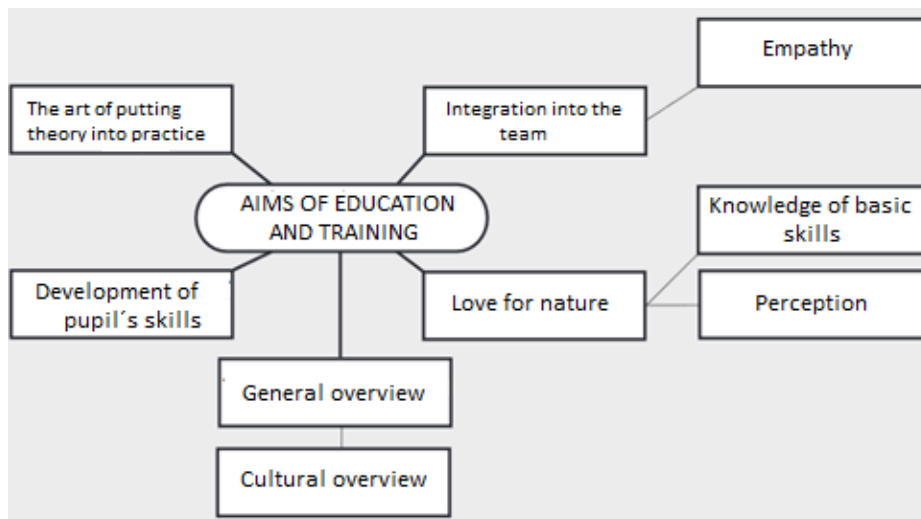 Empathy
The art of putting
theory into practice
Integration into the
team
AIMS OF EDUCATION
AND TRAINING
Knowledge of basic
skills
Development of
pupil´s skills
Love for nature
Perception
General overview
Cultural overview